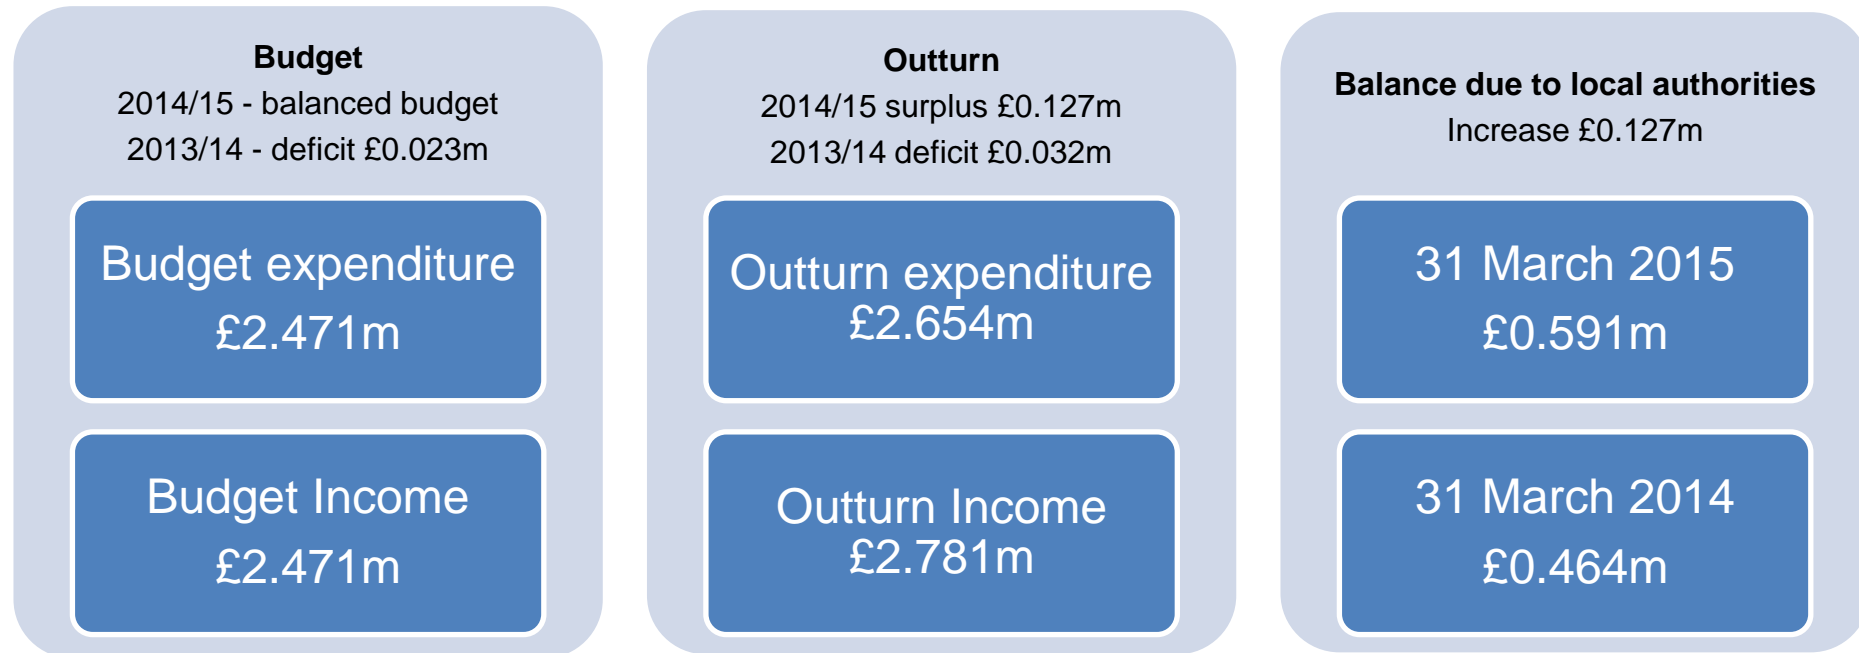 Budget
2014/15 - balanced budget
2013/14 - deficit £0.023m
Budget expenditure
£2.471m
Budget Income
£2.471m
Outturn
2014/15 surplus £0.127m
2013/14 deficit £0.032m
Outturn expenditure
£2.654m
Outturn Income
£2.781m
Balance due to local authorities
Increase £0.127m
31 March 2015
£0.591m
31 March 2014
£0.464m